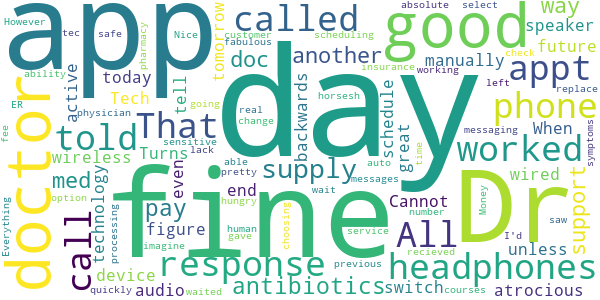 app
day
fine
Dr
doctor
good
called
That
told
worked
phone
appt
All
call
response
headphones
antibiotics
supply
pay
another
doc
way
speaker
future
manually
When
wired
unless
atrocious
switch
audio
device
figure
end
even
med
wireless
Turns
Tech
today
active
tell
tomorrow
backwards
schedule
great
support
technology
Cannot
However
tec
safe
pharmacy
Nice
customer
fabulous
scheduling
insurance
working
absolute
select
check
left
replace
ability
ER
physician
going
real
change
horsesh
sensitive
lack
able
pretty
wait
auto
messages
time
messaging
symptoms
fee
option
processing
hungry
human
gave
choosing
service
number
Money
saw
I'd
imagine
quickly
waited
previous
recieved
courses
Everything